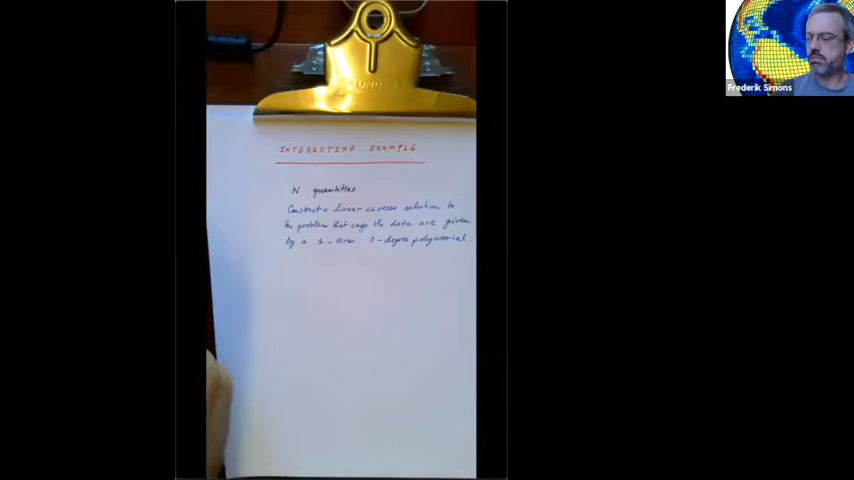 INTERESTING EXAMPLE
N quantities
Construct a linear inverse solution to
the problem that says the data are given
by a 1-term 0-degree polynomial.
Frederik Simons